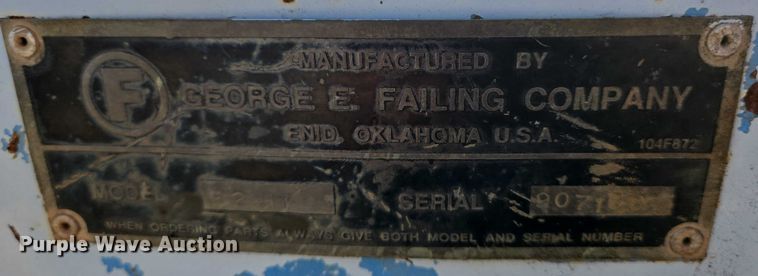 F
MANUFACTURED BY
GEORGE E. FAILING COMPANY
ENID, OKLAHOMA U.S.A.
104F872
MODEL SERIAL
WHEN ORDERING PARTS ALWAYS GIVE BOTH MODEL AND SERIAL NUMBER
Purple Wave Auction